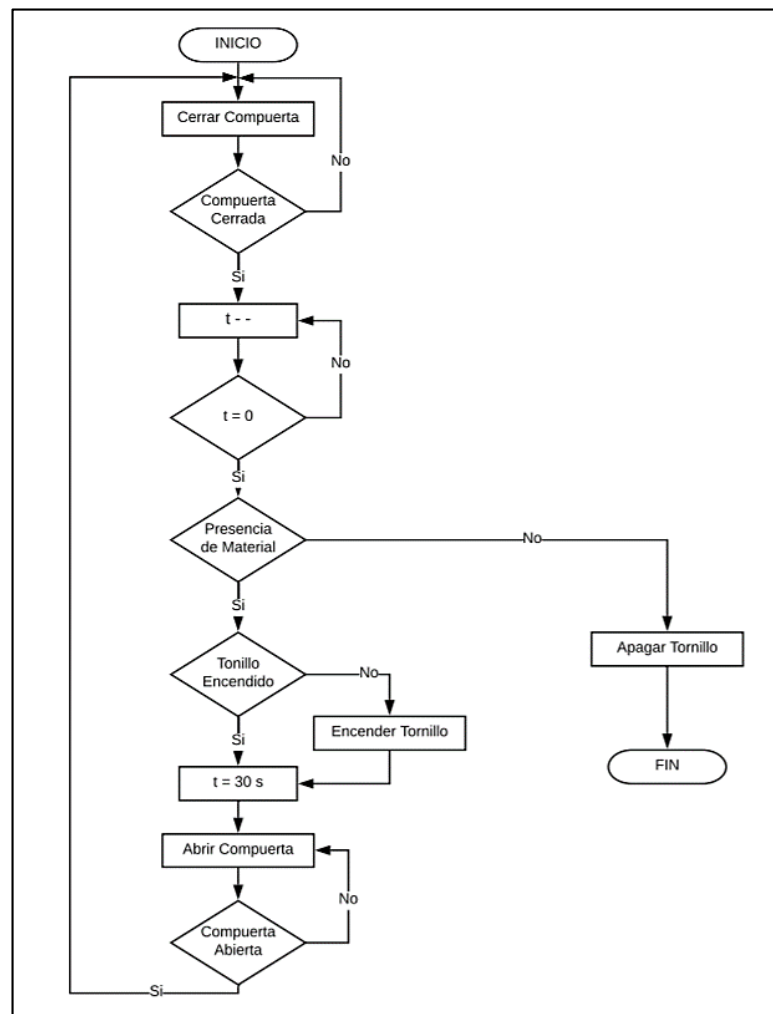 INICIO
Cerrar Compuerta
No
Compuerta
Cerrada
Si
t - -
No
t = 0
Si
Presencia
de Material
No
Si
Apagar Tornillo
Tonillo
Encendido
No
Encender Tornillo
Si
FIN
t = 30 s
Abrir Compuerta
No
Compuerta
Abierta
Si